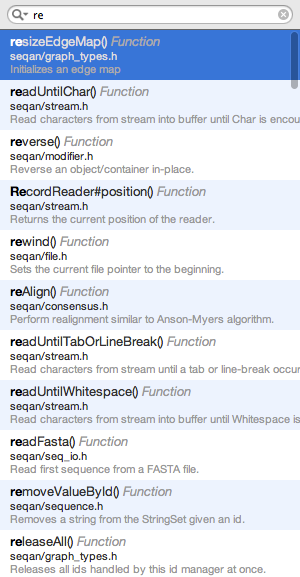 re
resizeEdgeMap() Function
seqan/graph_types.h
Initializes an edge map
readUntilChar() Function
seqan/stream.h
Read characters from stream into buffer until Char is encou
reverse() Function
seqan/modifier.h
Reverse an object/container in-place.
RecordReader#position() Function
seqan/stream.h
Returns the current position of the reader.
rewind() Function
seqan/file.h
Sets the current file pointer to the beginning.
reAlign() Function
seqan/consensus.h
Perform realignment similar to Anson-Myers algorithm.
readUntilTabOrLineBreak() Function
seqan/stream.h
Read characters from stream until a tab or line-break occur
readUntilWhitespace() Function
seqan/stream.h
Read characters from stream into buffer until Whitespace is
readFasta() Function
seqan/seq_io.h
Read first sequence from a FASTA file.
removeValueById() Function
seqan/sequence.h
Removes a string from the StringSet given an id.
releaseAll() Function
seqan/graph_types.h
Releases all ids handled by this id manager at once.